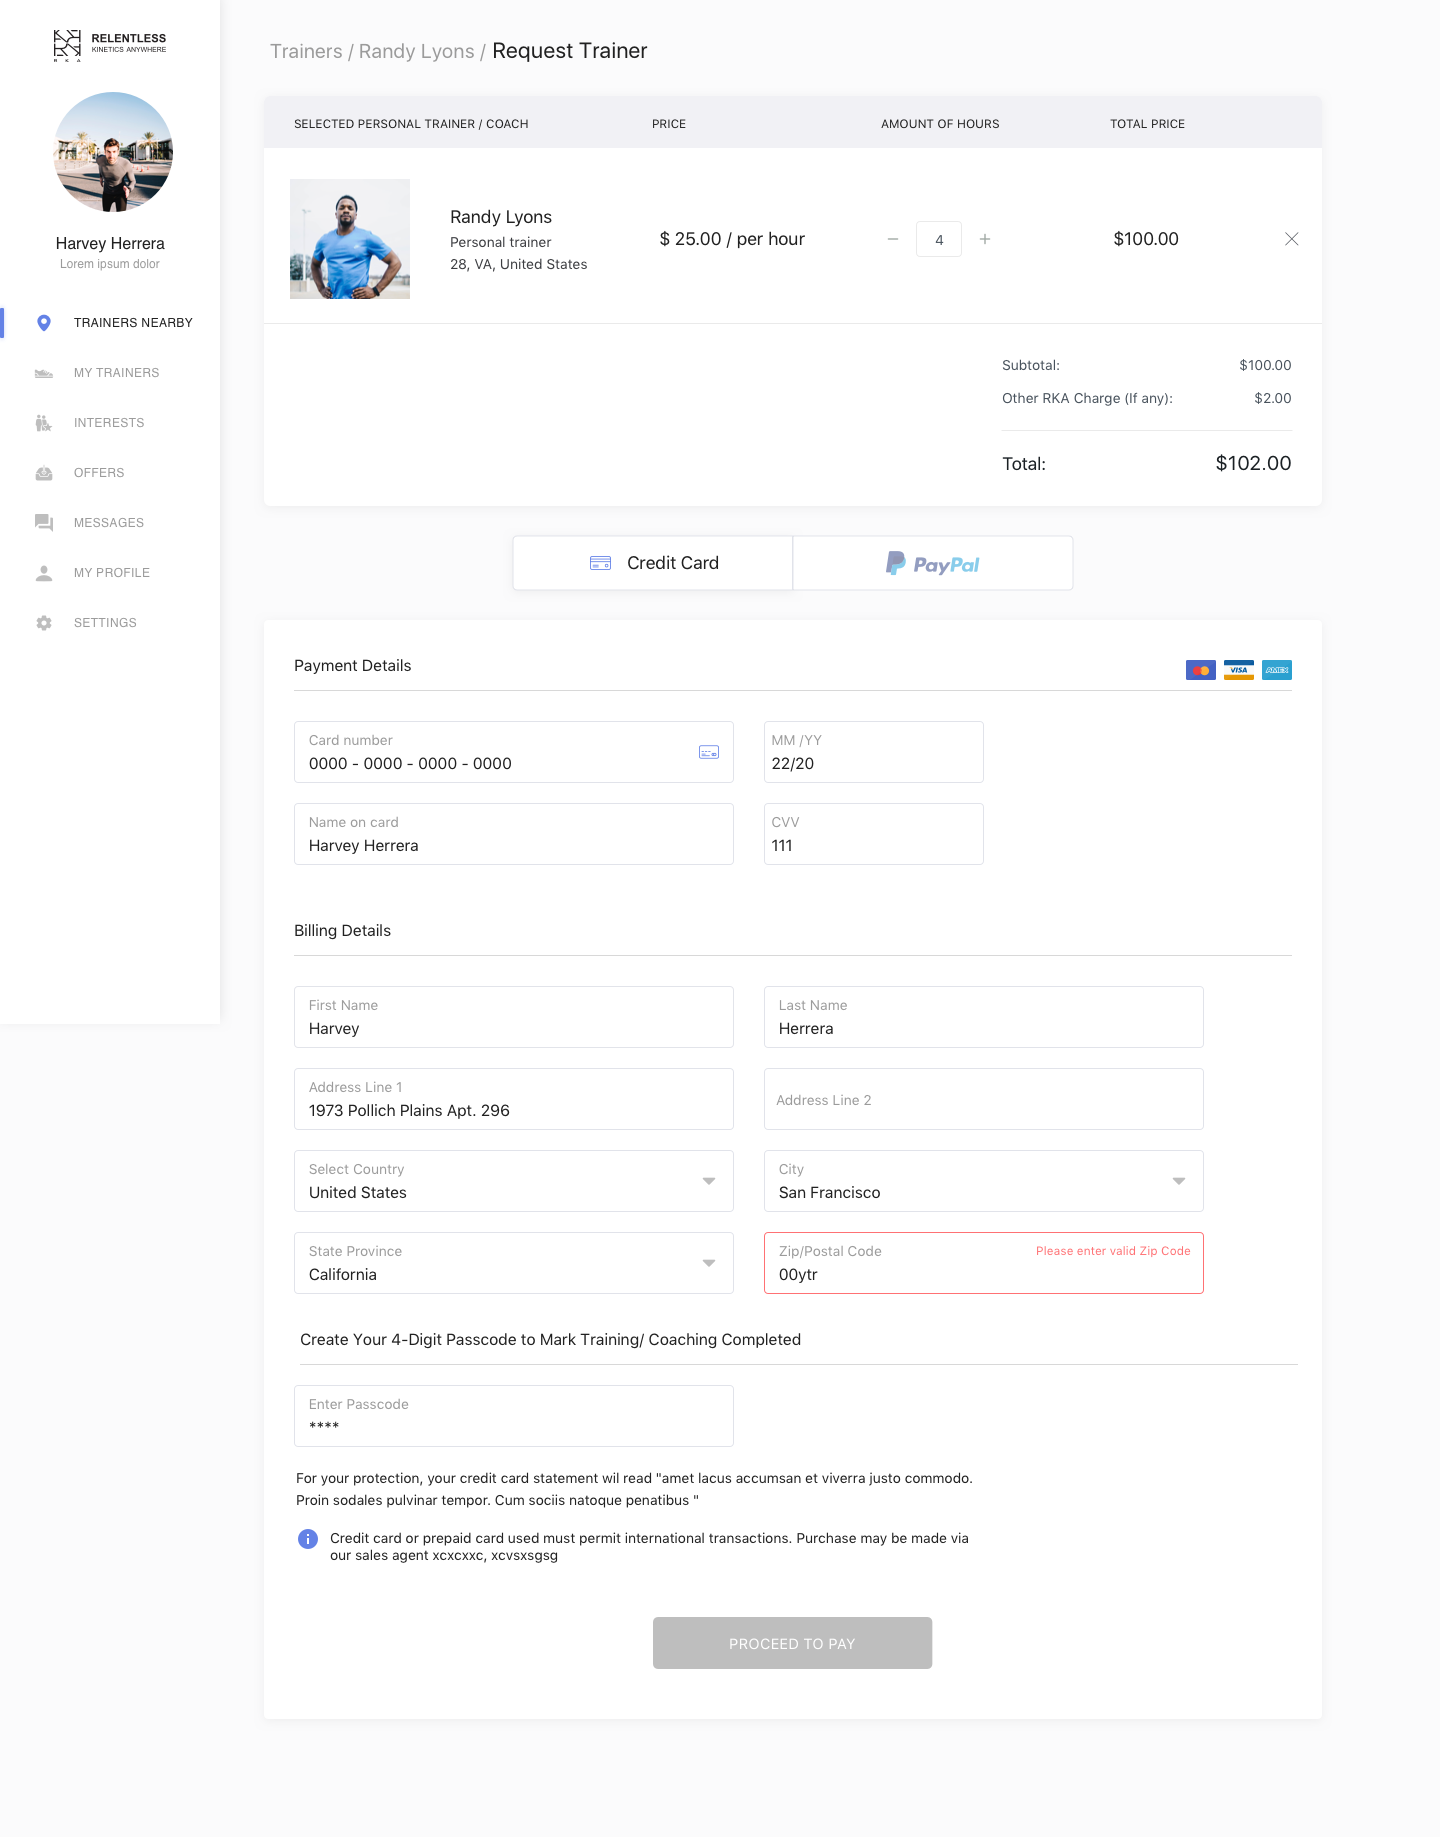 RELENTLESS
KINETICS ANYWHERE
R K A
Harvey Herrera
Lorem ipsum dolor
TRAINERS NEARBY
MY TRAINERS
INTERESTS
OFFERS
MESSAGES
MY PROFILE
SETTINGS
Trainers / Randy Lyons / Request Trainer
SELECTED PERSONAL TRAINER / COACH PRICE AMOUNT OF HOURS TOTAL PRICE
Randy Lyons
Personal trainer
28, VA, United States
$ 25.00 / per hour
− 4 +
$100.00
Subtotal: $100.00
Other RKA Charge (If any): $2.00
Total: $102.00
Credit Card
PayPal
Payment Details
VISA
AMEX
Card number
0000 - 0000 - 0000 - 0000
MM /YY
22/20
Name on card
Harvey Herrera
CVV
111
Billing Details
First Name
Harvey
Last Name
Herrera
Address Line 1
1973 Pollich Plains Apt. 296
Address Line 2
Select Country
United States
City
San Francisco
State Province
California
Zip/Postal Code
Please enter valid Zip Code
00ytr
Create Your 4-Digit Passcode to Mark Training/ Coaching Completed
Enter Passcode
****
For your protection, your credit card statement wil read "amet lacus accumsan et viverra justo commodo.
Proin sodales pulvinar tempor. Cum sociis natoque penatibus "
Credit card or prepaid card used must permit international transactions. Purchase may be made via
our sales agent xcxcxxc, xcvsxsgsg
PROCEED TO PAY